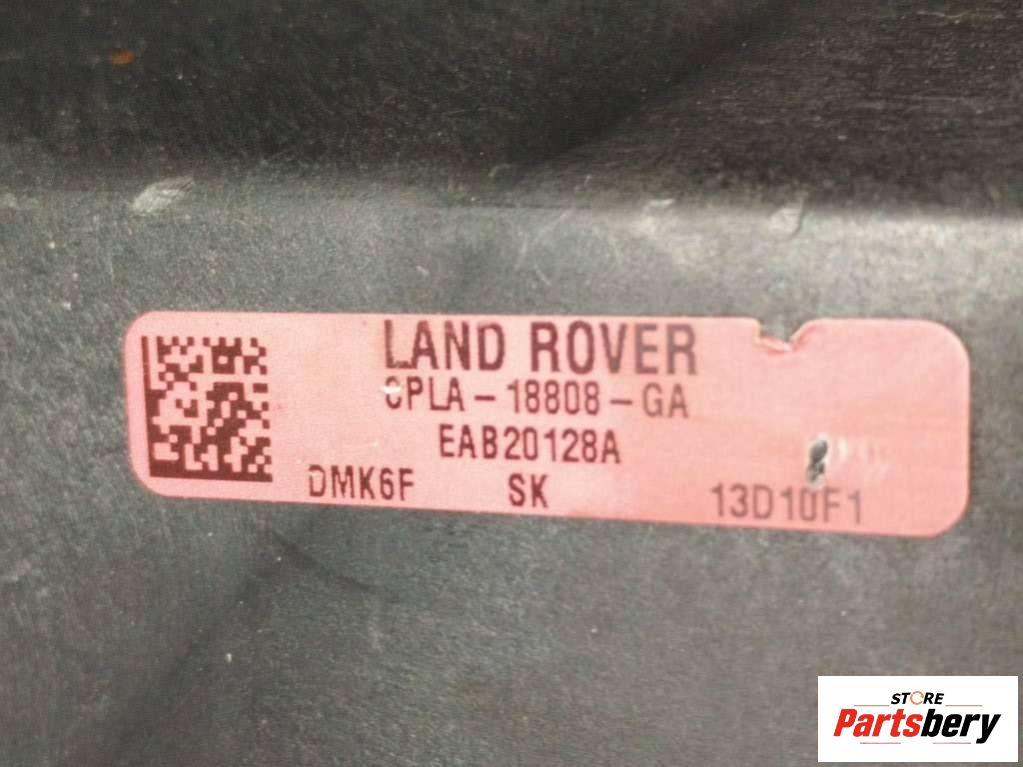 LAND ROVER
CPLA-18808-GA
EAB20128A
DMK6F SK 13D10F1
STORE
Partsbery